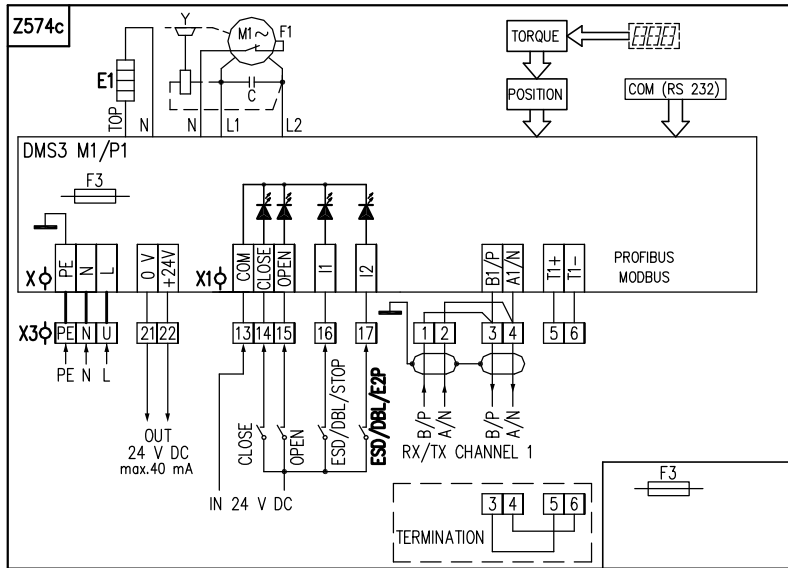 Z574c
Y
M1 ~
F1
E1
C
TOP
N
N
L1
L2
TORQUE
POSITION
COM (RS 232)
DMS3 M1/P1
F3
X
PE
N
L
0 V
+24V
X1
COM
CLOSE
OPEN
I1
I2
B1/P
A1/N
T1+
T1-
PROFIBUS
MODBUS
X3
PE N U
21 22
13 14 15
16
17
1 2
3 4
5 6
PE N L
OUT
24 V DC
max.40 mA
CLOSE
OPEN
ESD/DBL/STOP
ESD/DBL/E2P
IN 24 V DC
B/P
A/N
B/P
A/N
RX/TX CHANNEL 1
TERMINATION
3 4
5 6
F3